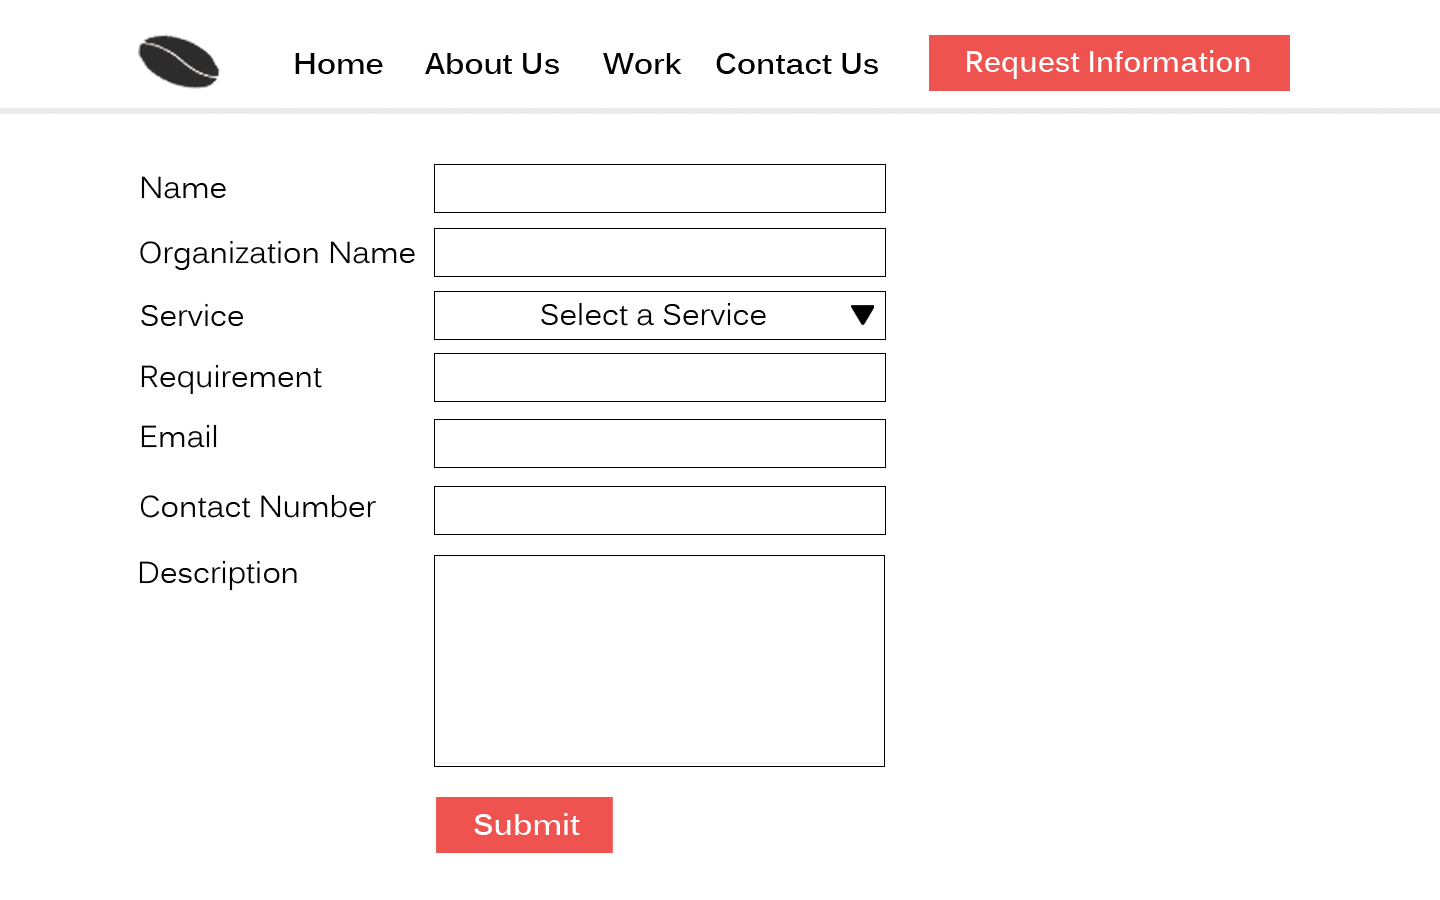 Home About Us Work Contact Us Request Information
Name
Organization Name
Service Select a Service
Requirement
Email
Contact Number
Description
Submit